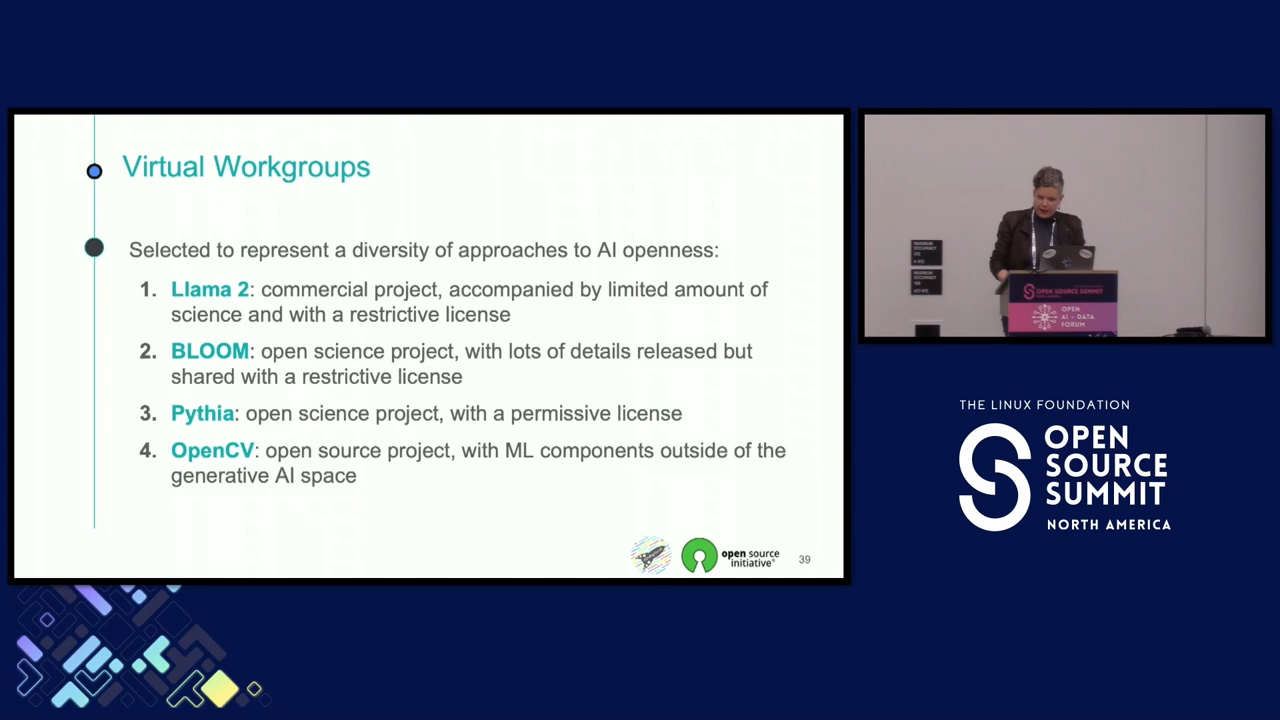 Virtual Workgroups
Selected to represent a diversity of approaches to AI openness:
1. Llama 2: commercial project, accompanied by limited amount of
science and with a restrictive license
2. BLOOM: open science project, with lots of details released but
shared with a restrictive license
3. Pythia: open science project, with a permissive license
4. OpenCV: open source project, with ML components outside of the
generative AI space
open source
initiative®
39
OPEN SOURCE SUMMIT
OPEN
AI + DATA
FORUM
THE LINUX FOUNDATION
OPEN
SOURCE
SUMMIT
NORTH AMERICA